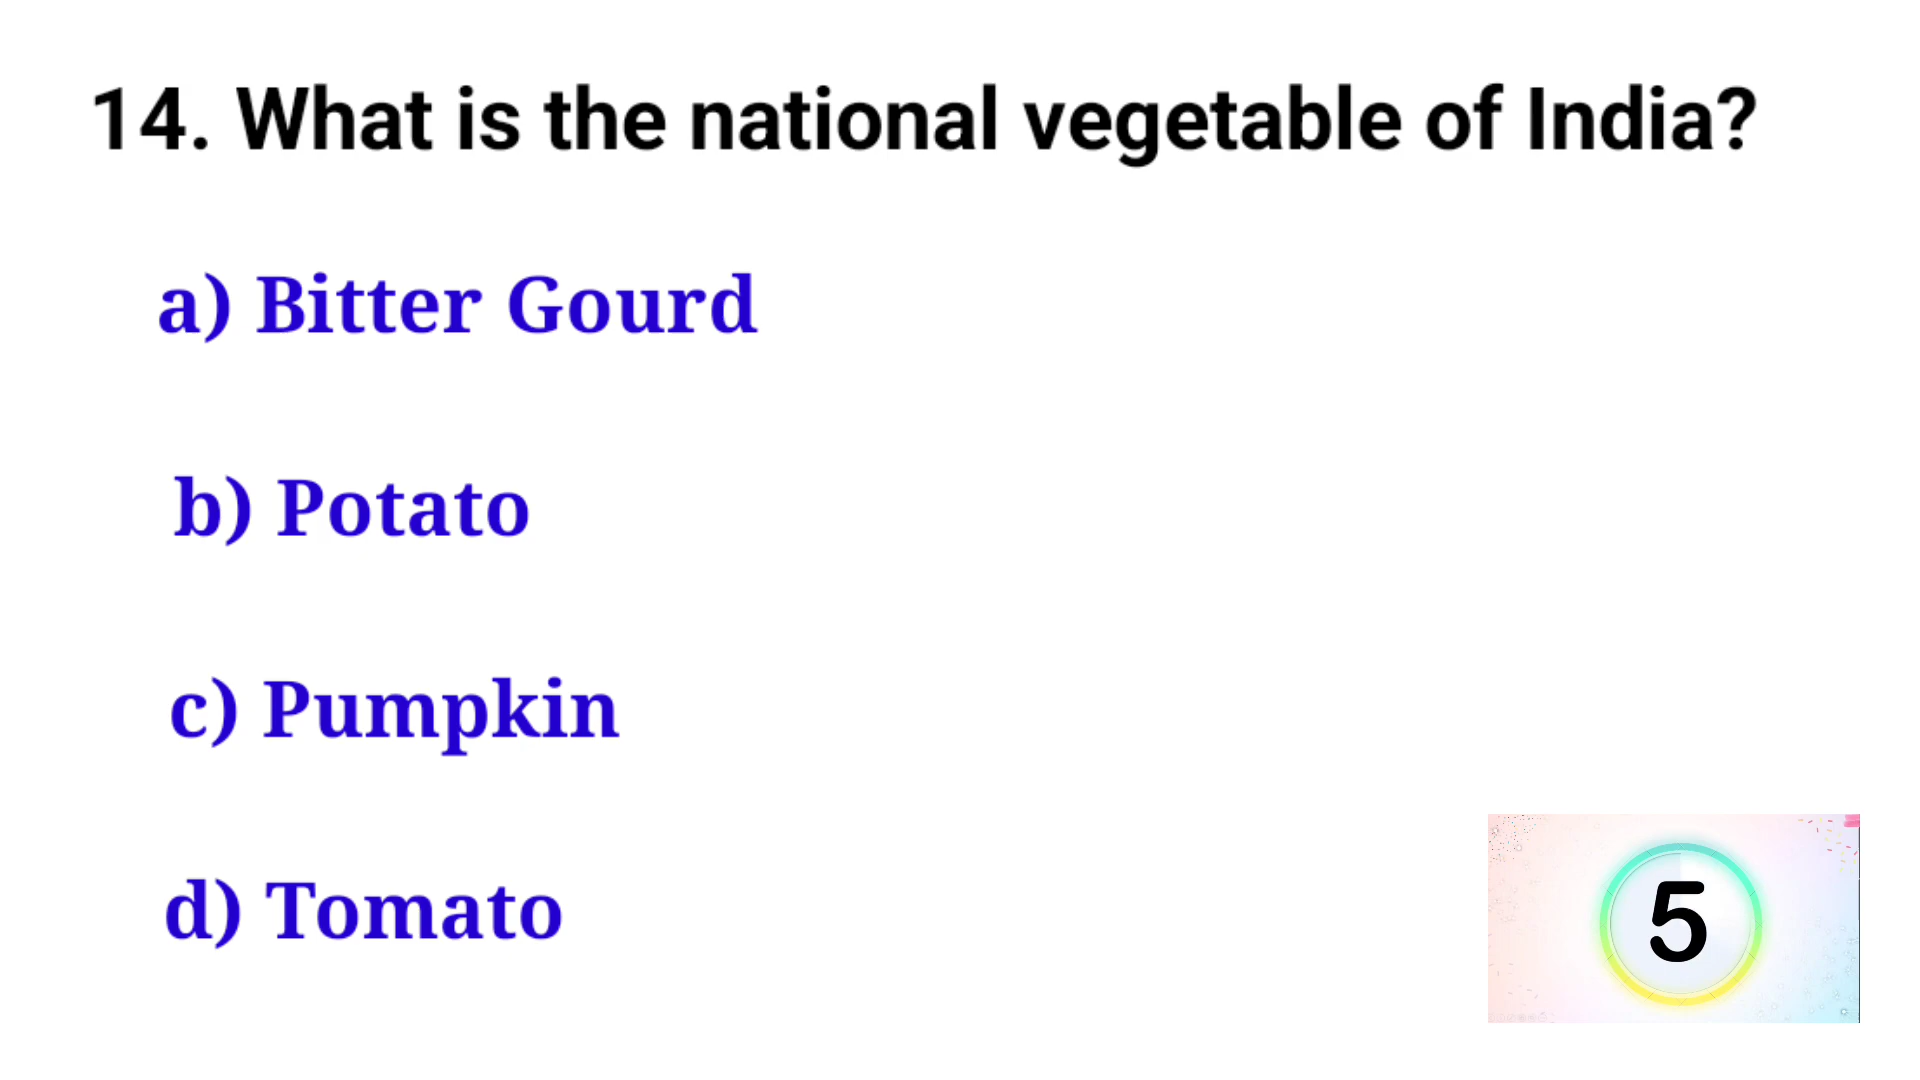 14. What is the national vegetable of India?
a) Bitter Gourd
b) Potato
c) Pumpkin
d) Tomato
5